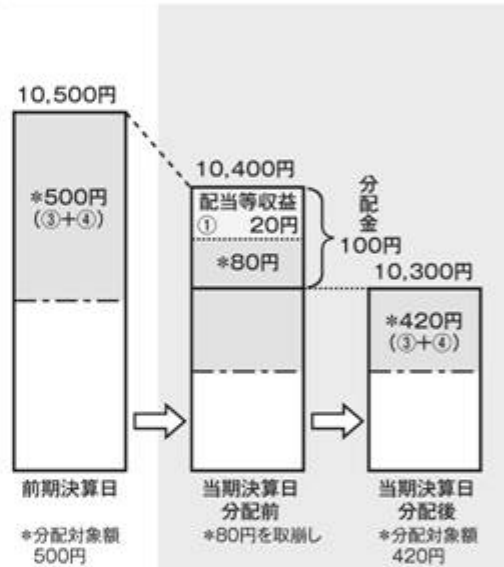 10,500円
*500円
(③+④)
10,400円
配当等収益
① 20円
*80円
分配金
100円
10,300円
*420円
(③+④)
前期決算日
*分配対象額
500円
当期決算日
分配前
*80円を取崩し
当期決算日
分配後
*分配対象額
420円